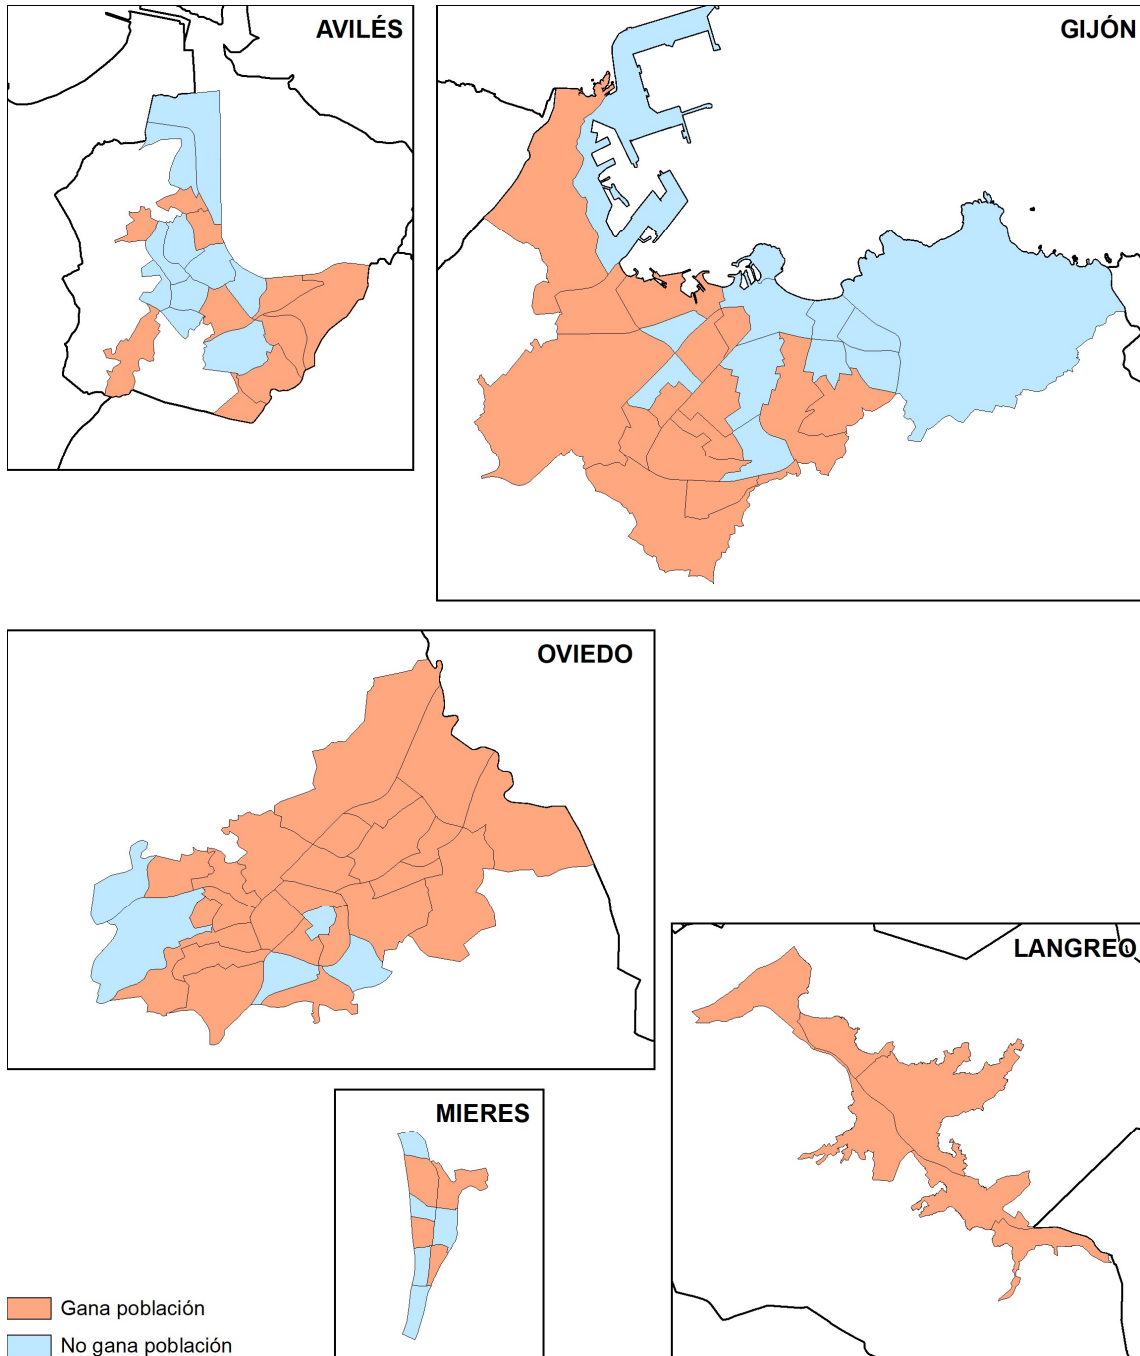 AVILÉS
GIJÓN
OVIEDO
LANGREO
MIERES
Gana población
No gana población